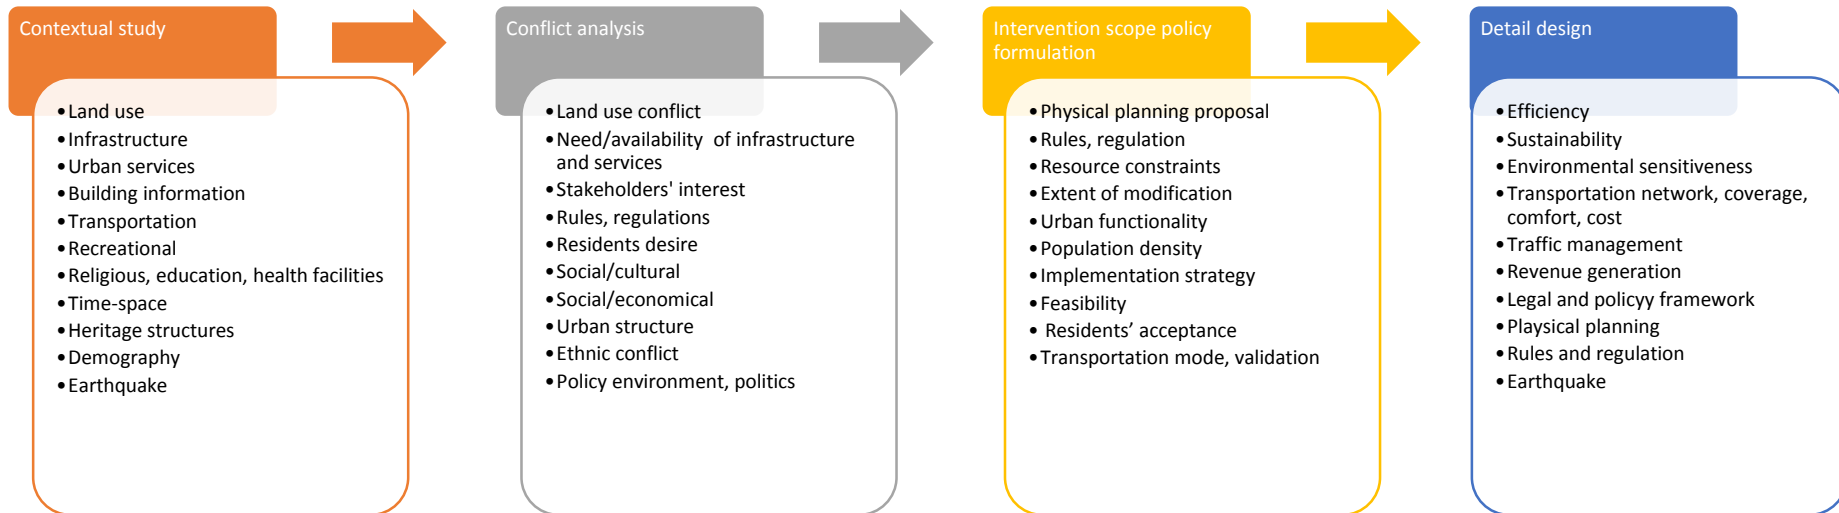 Contextual study
•Land use
•Infrastructure
•Urban services
•Building information
•Transportation
•Recreational
•Religious, education, health facilities
•Time-space
•Heritage structures
•Demography
•Earthquake
Conflict analysis
•Land use conflict
•Need/availability of infrastructure
and services
•Stakeholders' interest
•Rules, regulations
•Residents desire
•Social/cultural
•Social/economical
•Urban structure
•Ethnic conflict
•Policy environment, politics
Intervention scope policy
formulation
•Physical planning proposal
•Rules, regulation
•Resource constraints
•Extent of modification
•Urban functionality
•Population density
•Implementation strategy
•Feasibility
• Residents’ acceptance
•Transportation mode, validation
Detail design
•Efficiency
•Sustainability
•Environmental sensitiveness
•Transportation network, coverage,
comfort, cost
•Traffic management
•Revenue generation
•Legal and policyy framework
•Playsical planning
•Rules and regulation
•Earthquake